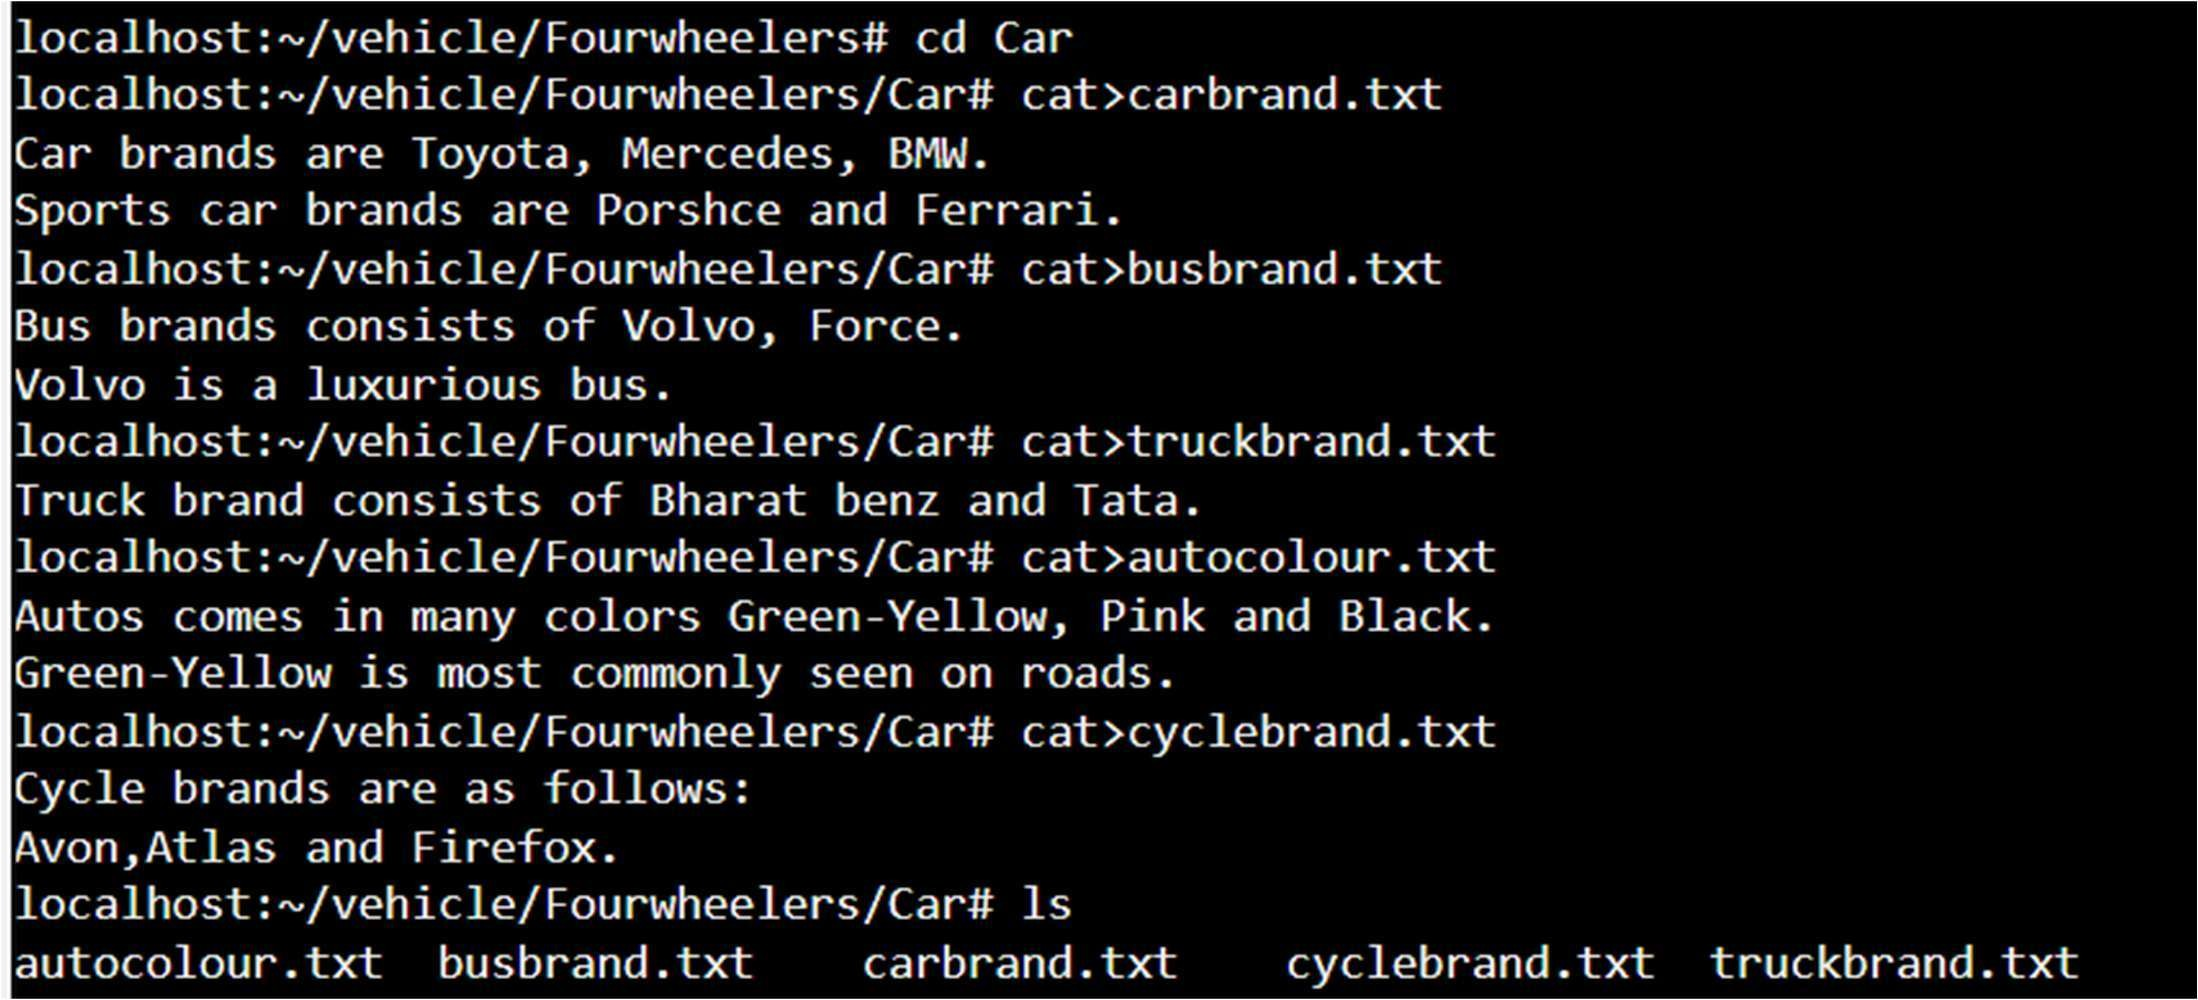 localhost:~/vehicle/Fourwheelers# cd Car
localhost:~/vehicle/Fourwheelers/Car# cat>carbrand.txt
Car brands are Toyota, Mercedes, BMW.
Sports car brands are Porshce and Ferrari.
localhost:~/vehicle/Fourwheelers/Car# cat>busbrand.txt
Bus brands consists of Volvo, Force.
Volvo is a luxurious bus.
localhost:~/vehicle/Fourwheelers/Car# cat>truckbrand.txt
Truck brand consists of Bharat benz and Tata.
localhost:~/vehicle/Fourwheelers/Car# cat>autocolour.txt
Autos comes in many colors Green-Yellow, Pink and Black.
Green-Yellow is most commonly seen on roads.
localhost:~/vehicle/Fourwheelers/Car# cat>cyclebrand.txt
Cycle brands are as follows:
Avon,Atlas and Firefox.
localhost:~/vehicle/Fourwheelers/Car# ls
autocolour.txt  busbrand.txt    carbrand.txt    cyclebrand.txt  truckbrand.txt